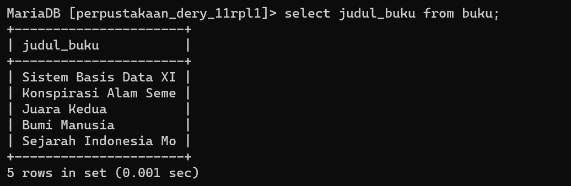 MariaDB [perpustakaan_dery_11rpl1]> select judul_buku from buku;
+----------------------+
| judul_buku           |
+----------------------+
| Sistem Basis Data XI |
| Konspirasi Alam Seme |
| Juara Kedua          |
| Bumi Manusia         |
| Sejarah Indonesia Mo |
+----------------------+
5 rows in set (0.001 sec)